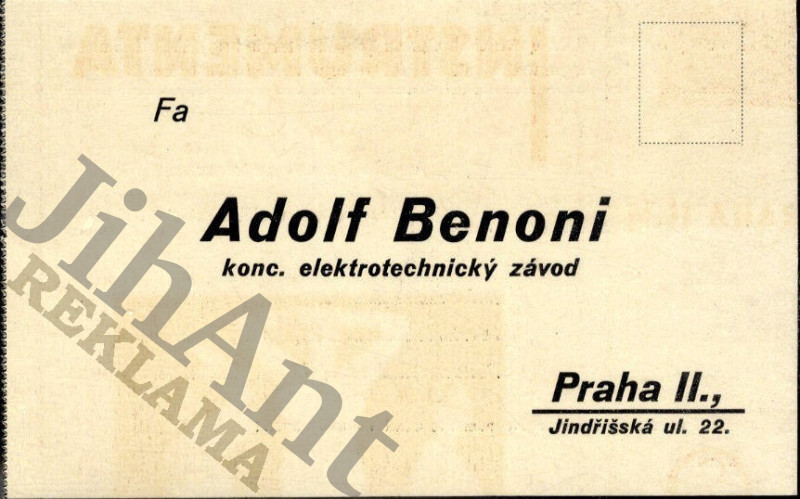 Fa
Adolf Benoni
konc. elektrotechnický závod
Praha II.,
Jindřišská ul. 22.
JihAnt
REKLAMA